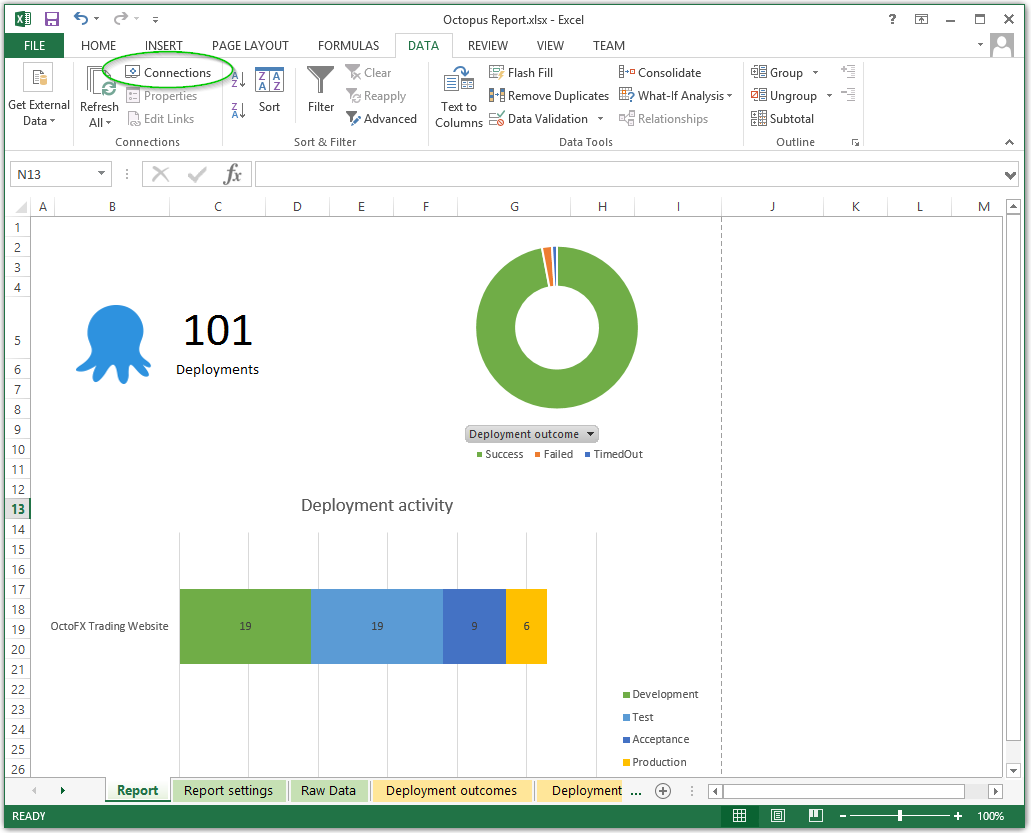 Octopus Report.xlsx - Excel
FILE HOME INSERT PAGE LAYOUT FORMULAS DATA REVIEW VIEW TEAM
Get External Data
Refresh All
Connections
Properties
Edit Links
Connections
A Z
Z A
Z A A Z
Sort
Filter
Clear
Reapply
Advanced
Sort & Filter
Text to Columns
Flash Fill
Remove Duplicates
Data Validation
Consolidate
What-If Analysis
Relationships
Data Tools
Group
Ungroup
Subtotal
Outline
N13
fx
A B C D E F G H I J K L M
1
2
3
4
5
6
7
8
9
10
11
12
13
14
15
16
17
18
19
20
21
22
23
24
25
26
101
Deployments
Deployment outcome
Success Failed TimedOut
Deployment activity
OctoFX Trading Website 19 19 9 6
Development
Test
Acceptance
Production
Report Report settings Raw Data Deployment outcomes Deployment ...
READY 100%